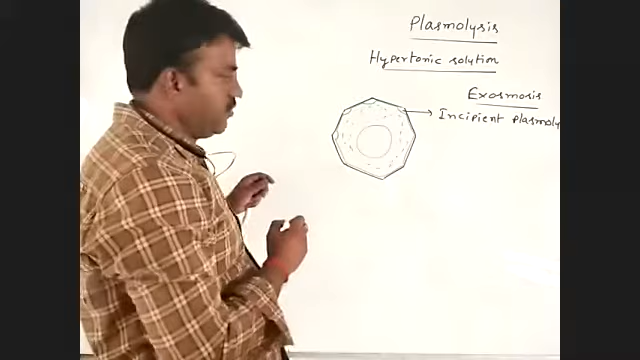 Plasmolysis
Hypertonic solution
Exosmosis
Incipient plasmoly